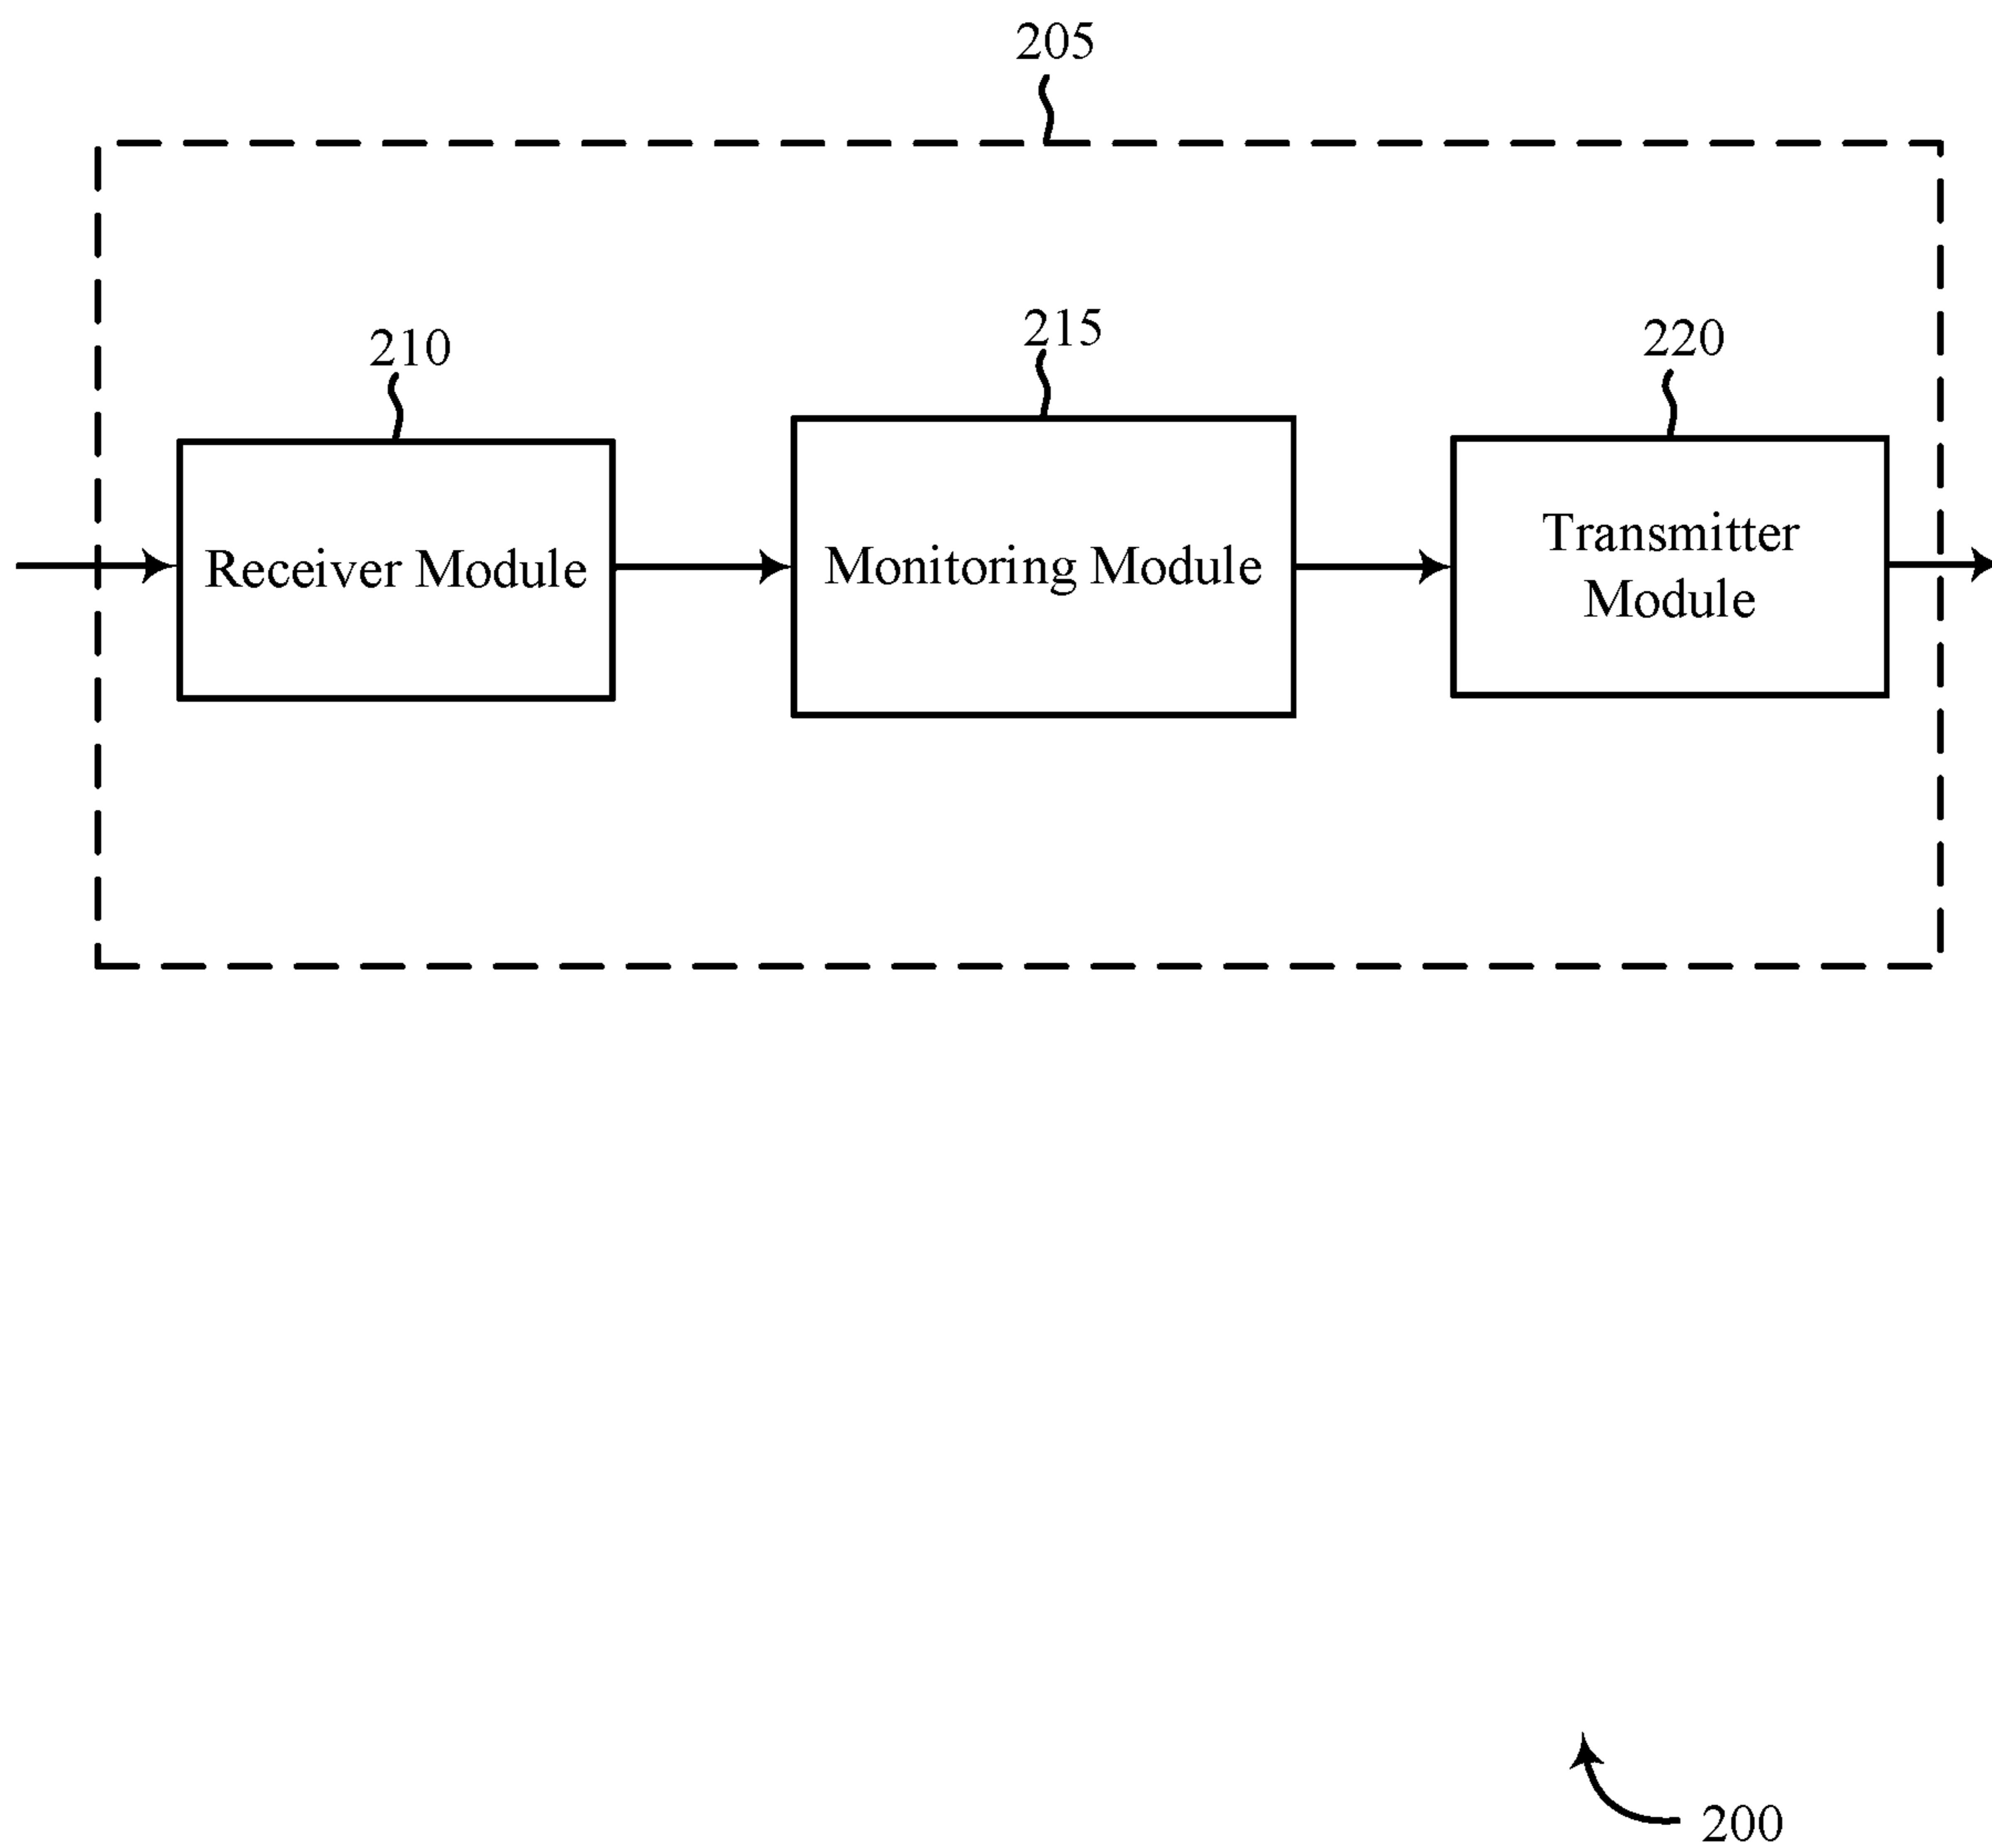 205
210
215
220
Receiver Module
Monitoring Module
Transmitter
Module
200